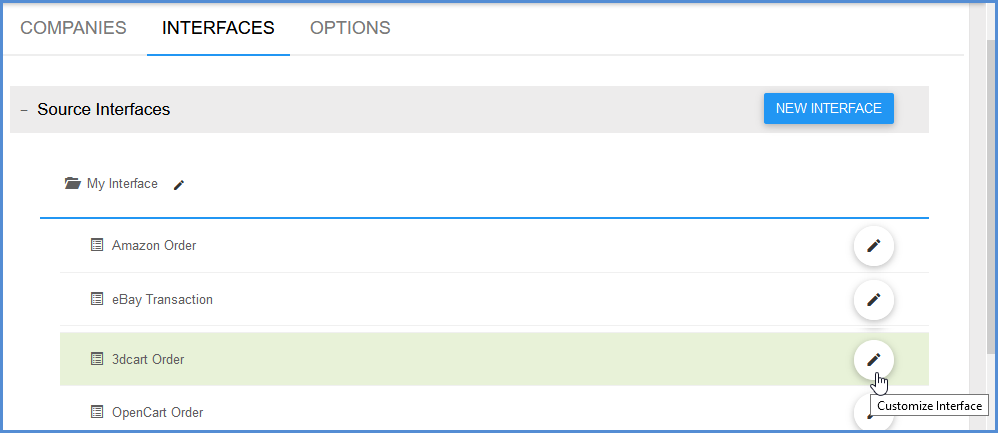 COMPANIES INTERFACES OPTIONS
– Source Interfaces NEW INTERFACE
My Interface
Amazon Order
eBay Transaction
3dcart Order
Customize Interface
OpenCart Order